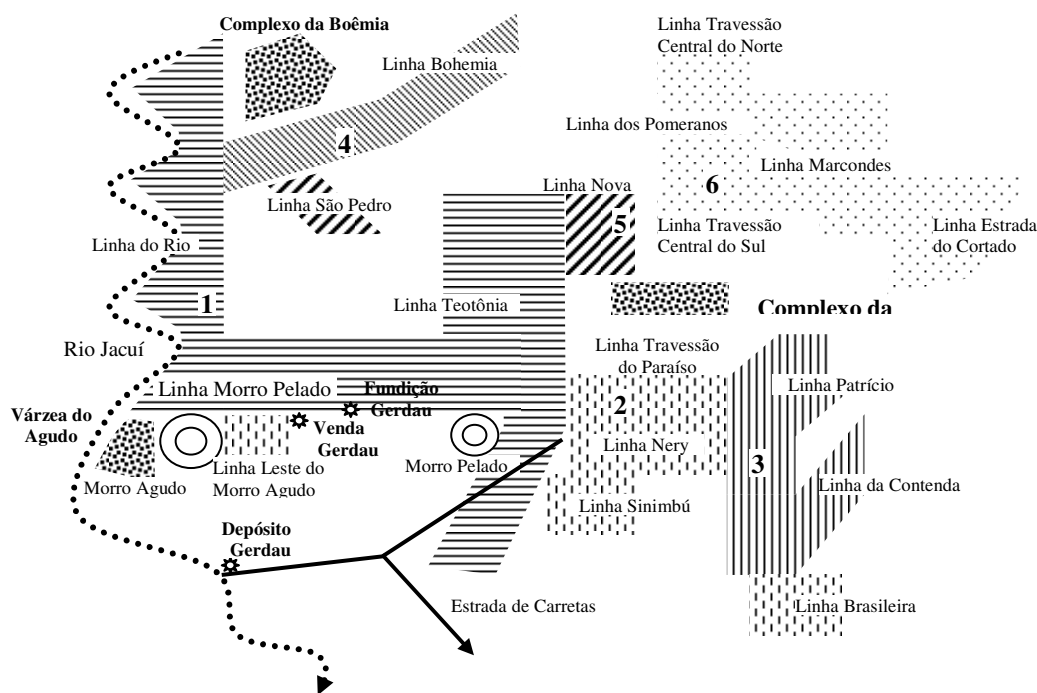 Complexo da Boêmia
Linha Bohemia
Linha Travessão
Central do Norte
Linha dos Pomeranos
4
Linha Marcondes
6
Linha Nova
Linha São Pedro
5
Linha Travessão
Central do Sul
Linha Estrada
do Cortado
Linha do Rio
1
Linha Teotônia
Complexo da
Rio Jacuí
Linha Travessão
do Paraíso
Linha Morro Pelado
Fundição
Gerdau
Linha Patrício
Várzea do
Agudo
2
Venda
Gerdau
Linha Nery
Morro Pelado
3
Linha Leste do
Morro Agudo
Morro Agudo
Linha da Contenda
Linha Sinimbú
Depósito
Gerdau
Estrada de Carretas
Linha Brasileira